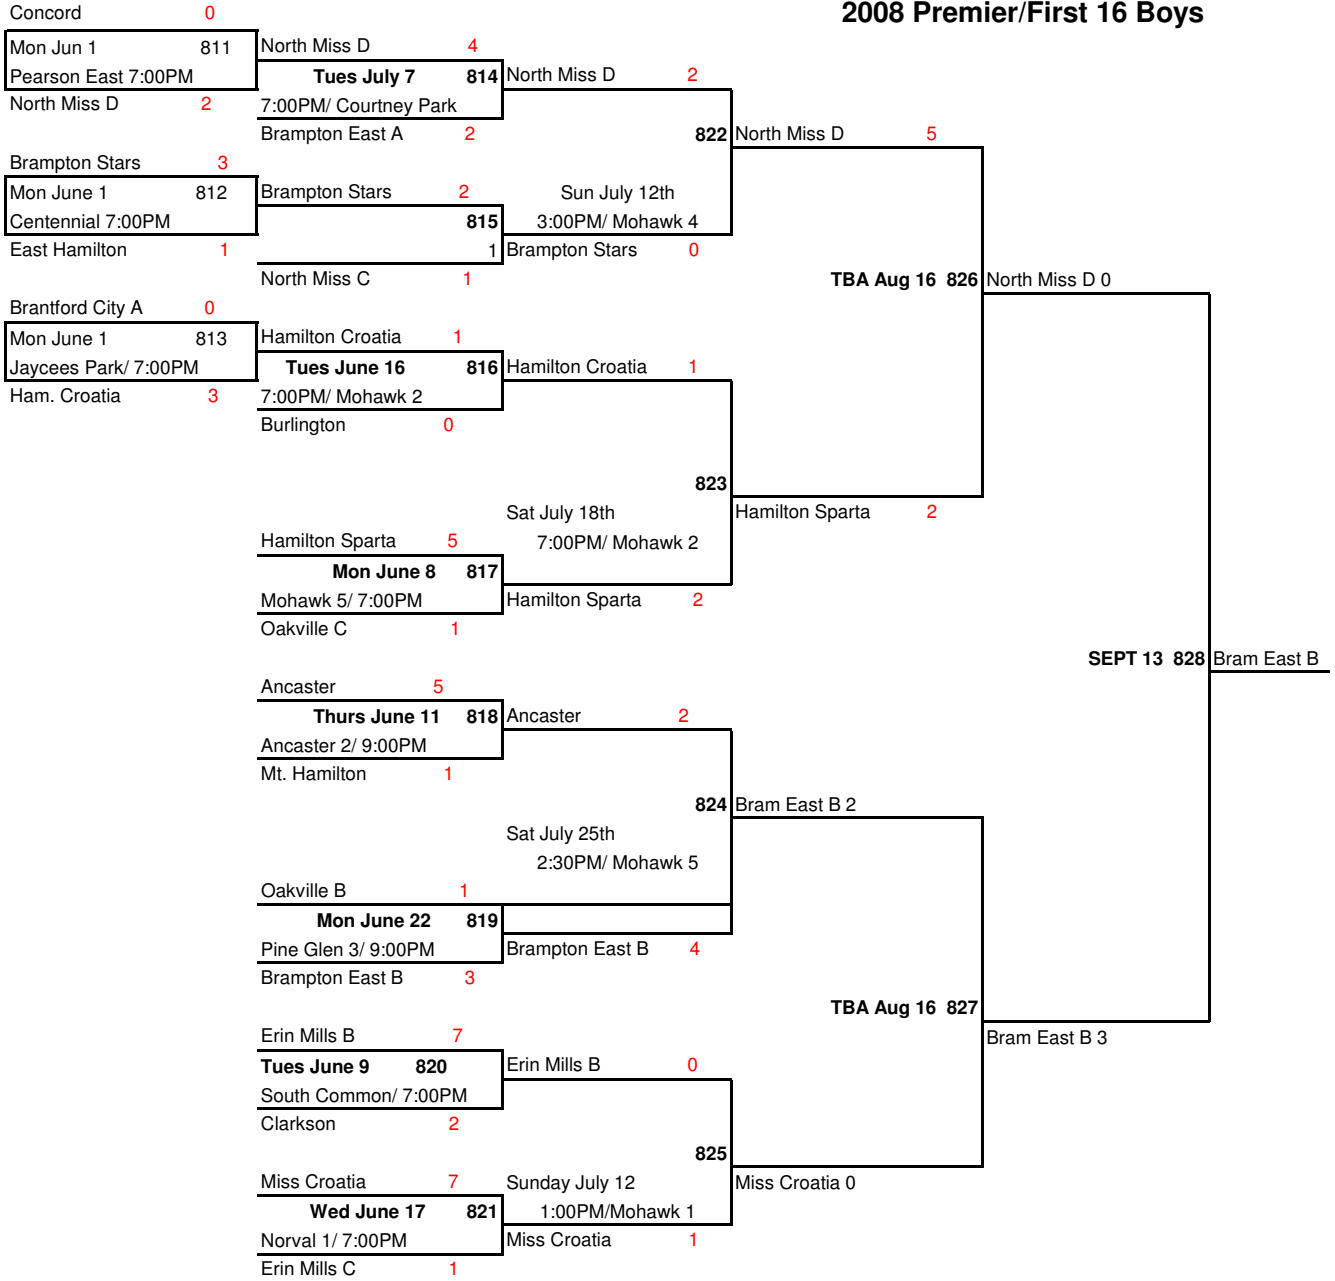 2008 Premier/First 16 Boys
Concord 0
Mon Jun 1 811
Pearson East 7:00PM
North Miss D 2
Brampton Stars 3
Mon June 1 812
Centennial 7:00PM
East Hamilton 1
Brantford City A 0
Mon June 1 813
Jaycees Park/ 7:00PM
Ham. Croatia 3
North Miss D 4
Tues July 7 814
7:00PM/ Courtney Park
Brampton East A 2
Brampton Stars 2
815
1
North Miss C 1
Hamilton Croatia 1
Tues June 16 816
7:00PM/ Mohawk 2
Burlington 0
Hamilton Sparta 5
Mon June 8 817
Mohawk 5/ 7:00PM
Oakville C 1
Ancaster 5
Thurs June 11 818
Ancaster 2/ 9:00PM
Mt. Hamilton 1
Oakville B 1
Mon June 22 819
Pine Glen 3/ 9:00PM
Brampton East B 3
Erin Mills B 7
Tues June 9 820
South Common/ 7:00PM
Clarkson 2
Miss Croatia 7
Wed June 17 821
Norval 1/ 7:00PM
Erin Mills C 1
North Miss D 2
822
Sun July 12th
3:00PM/ Mohawk 4
Brampton Stars 0
Hamilton Croatia 1
823
Sat July 18th
7:00PM/ Mohawk 2
Hamilton Sparta 2
Ancaster 2
824
Sat July 25th
2:30PM/ Mohawk 5
Brampton East B 4
Erin Mills B 0
825
Sunday July 12
1:00PM/Mohawk 1
Miss Croatia 1
North Miss D 5
TBA Aug 16 826
Hamilton Sparta 2
Bram East B 2
TBA Aug 16 827
Miss Croatia 0
North Miss D 0
SEPT 13 828
Bram East B 3
Bram East B